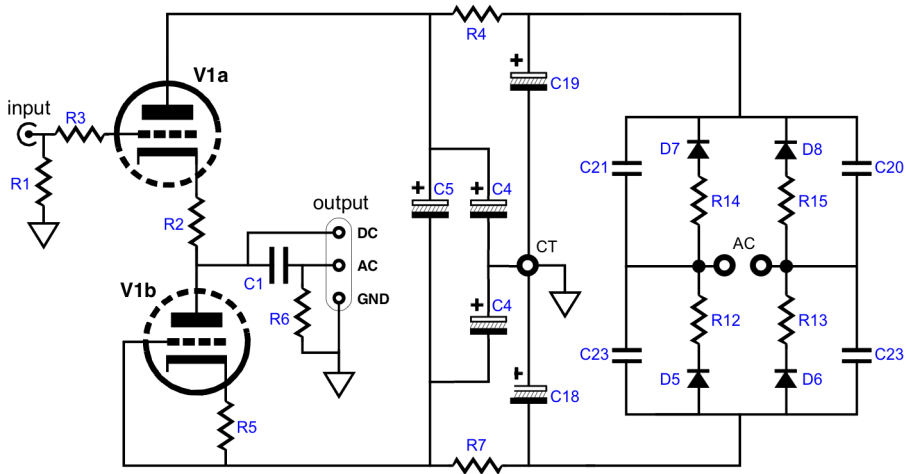 R4
V1a
C19
input
R3
D7
D8
C21
C20
R1
R14
R15
C5
C4
R2
output
DC
CT
AC
C1
AC
V1b
GND
R6
C4
R12
R13
C23
C23
D5
D6
C18
R5
R7